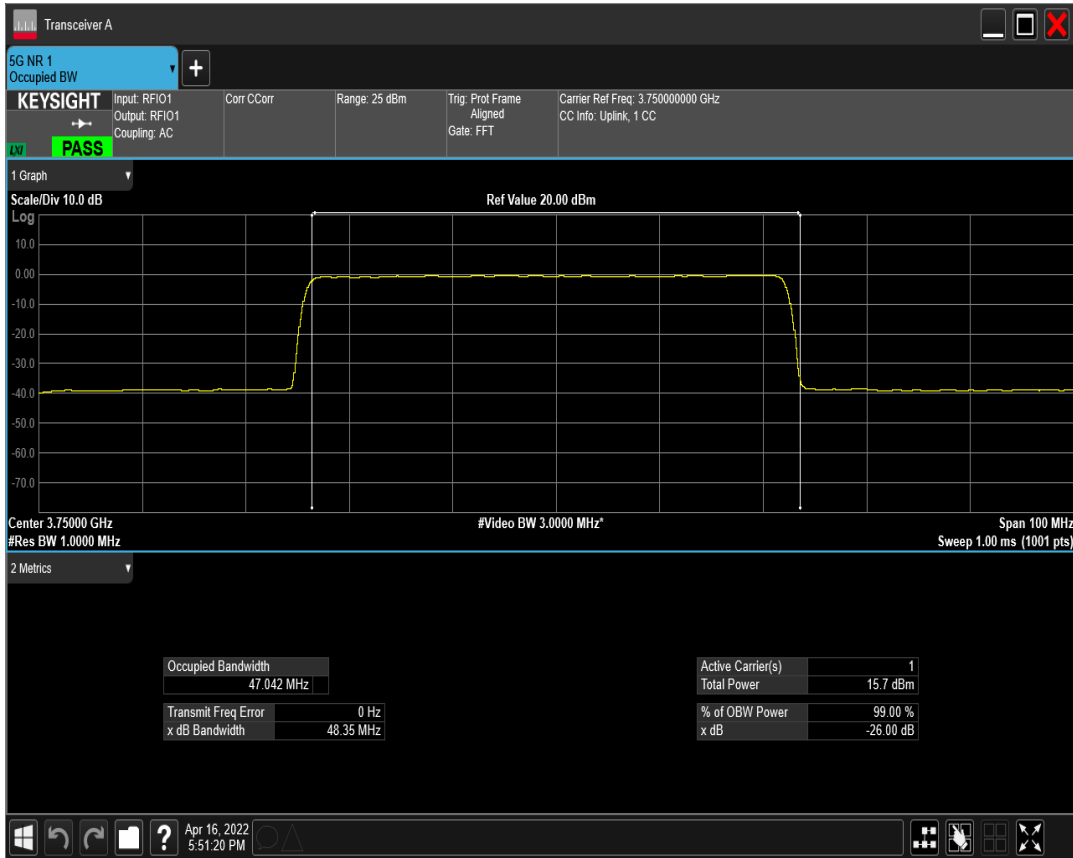 Transceiver A
5G NR 1
Occupied BW
KEYSIGHT
LXI
PASS
Input: RFIO1
Output: RFIO1
Coupling: AC
Corr CCorr
Range: 25 dBm
Trig: Prot Frame
Aligned
Gate: FFT
Carrier Ref Freq: 3.750000000 GHz
CC Info: Uplink, 1 CC
1 Graph
Scale/Div 10.0 dB
Ref Value 20.00 dBm
Log
10.0
0.00
-10.0
-20.0
-30.0
-40.0
-50.0
-60.0
-70.0
Center 3.75000 GHz
#Video BW 3.0000 MHz*
Span 100 MHz
#Res BW 1.0000 MHz
Sweep 1.00 ms (1001 pts)
2 Metrics
Occupied Bandwidth
47.042 MHz
Transmit Freq Error 0 Hz
x dB Bandwidth 48.35 MHz
Active Carrier(s) 1
Total Power 15.7 dBm
% of OBW Power 99.00 %
x dB -26.00 dB
?
Apr 16, 2022
5:51:20 PM